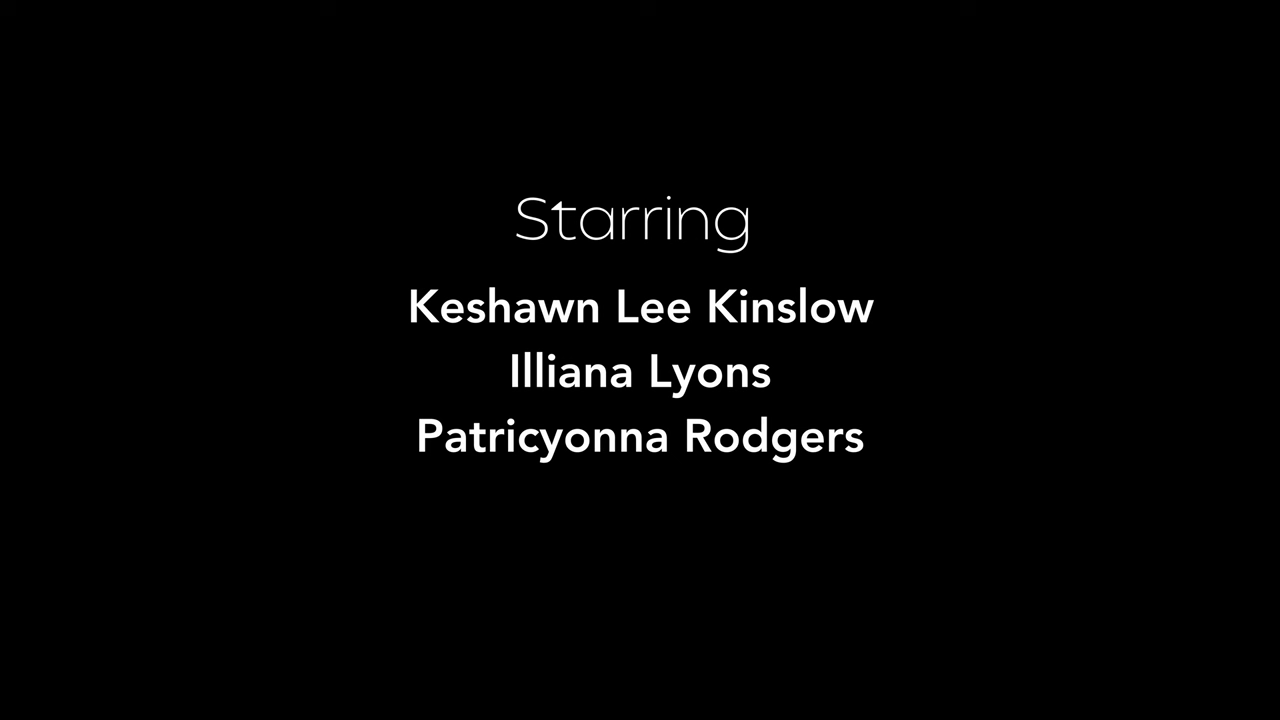 Starring
Keshawn Lee Kinslow
Illiana Lyons
Patricyonna Rodgers